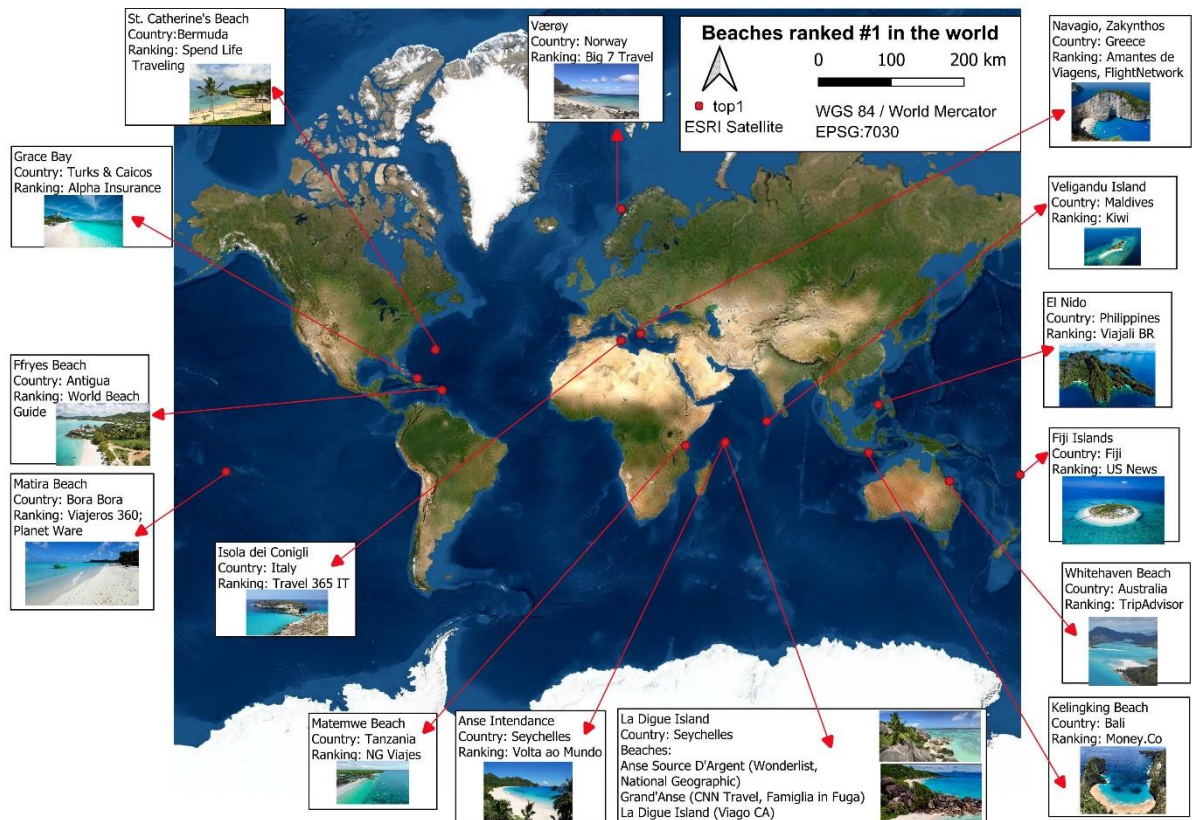 St. Catherine's Beach
Country:Bermuda
Ranking: Spend Life
Traveling
Værøy
Country: Norway
Ranking: Big 7 Travel
Beaches ranked #1 in the world
0 100 200 km
top1
ESRI Satellite
WGS 84 / World Mercator
EPSG:7030
Navagio, Zakynthos
Country: Greece
Ranking: Amantes de
Viagens, FlightNetwork
Grace Bay
Country: Turks & Caicos
Ranking: Alpha Insurance
Veligandu Island
Country: Maldives
Ranking: Kiwi
El Nido
Country: Philippines
Ranking: Viajali BR
Ffryes Beach
Country: Antigua
Ranking: World Beach
Guide
Fiji Islands
Country: Fiji
Ranking: US News
Matira Beach
Country: Bora Bora
Ranking: Viajeros 360;
Planet Ware
Isola dei Conigli
Country: Italy
Ranking: Travel 365 IT
Whitehaven Beach
Country: Australia
Ranking: TripAdvisor
Matemwe Beach
Country: Tanzania
Ranking: NG Viajes
Anse Intendance
Country: Seychelles
Ranking: Volta ao Mundo
La Digue Island
Country: Seychelles
Beaches:
Anse Source D'Argent (Wonderlist,
National Geographic)
Grand'Anse (CNN Travel, Famiglia in Fuga)
La Digue Island (Viago CA)
Kelingking Beach
Country: Bali
Ranking: Money.Co